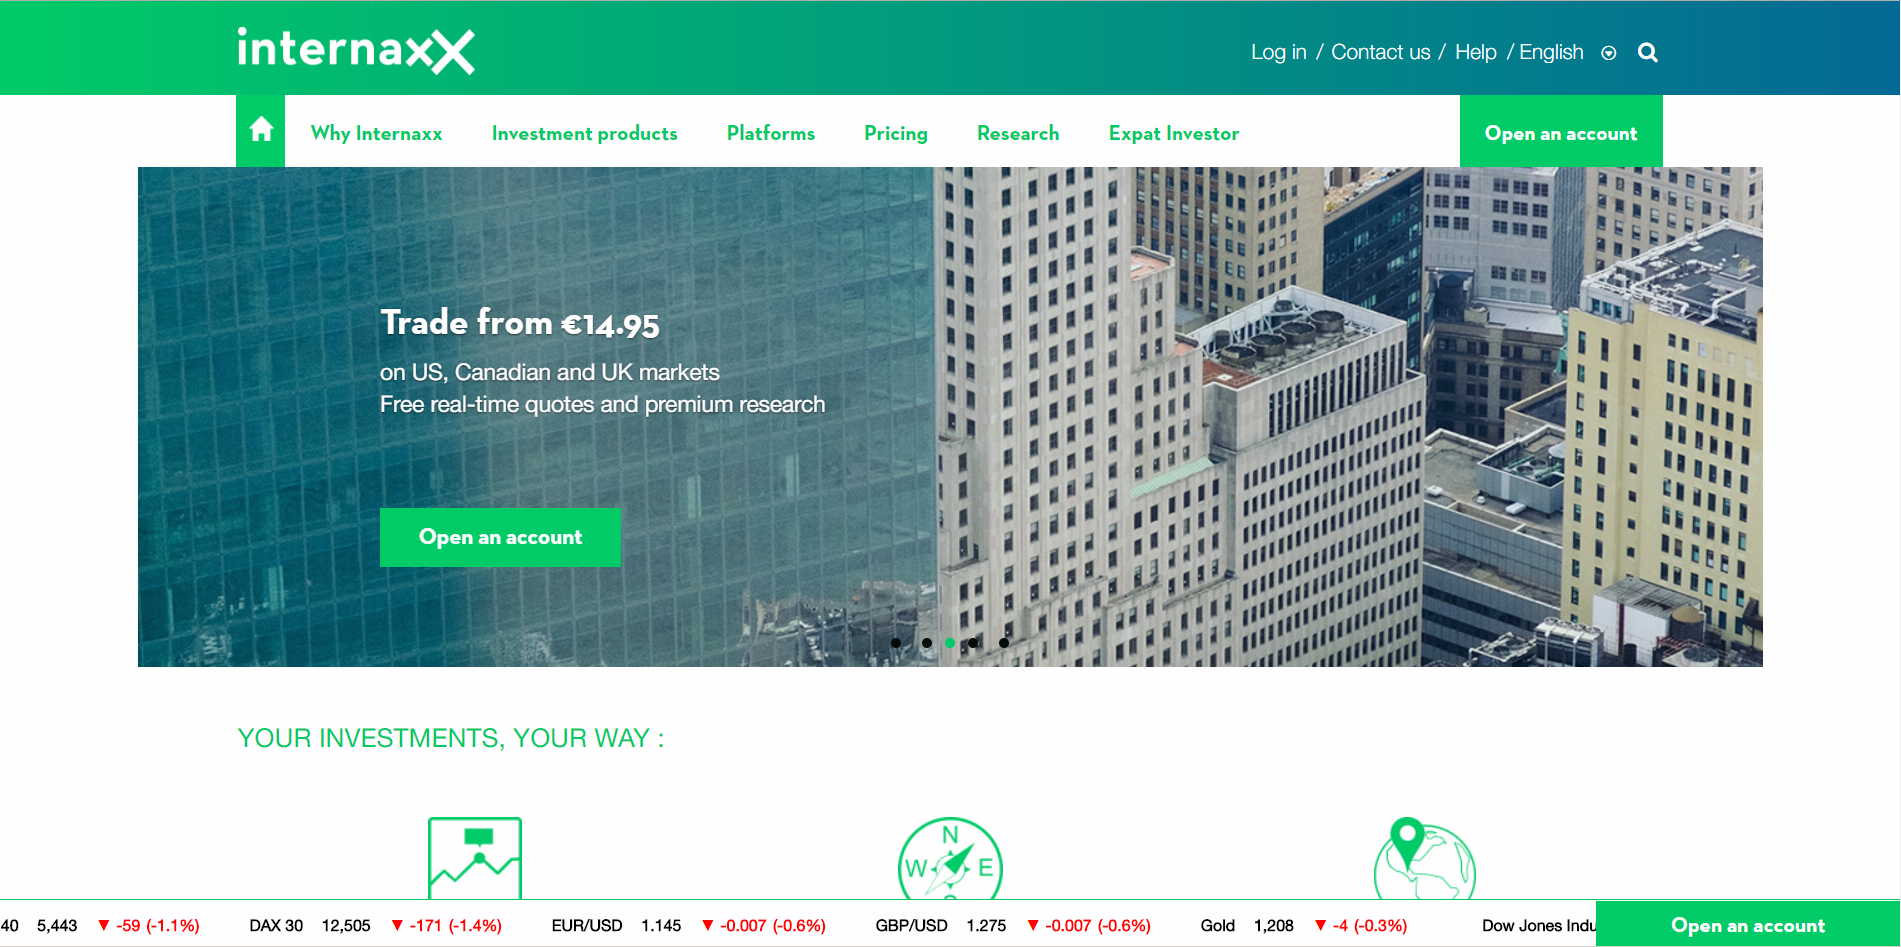 internaxx
Log in / Contact us / Help / English
Why Internaxx Investment products Platforms Pricing Research Expat Investor Open an account
Trade from €14.95
on US, Canadian and UK markets
Free real-time quotes and premium research
Open an account
YOUR INVESTMENTS, YOUR WAY :
N
W E
40 5,443 ▼ -59 (-1.1%) DAX 30 12,505 ▼ -171 (-1.4%) EUR/USD 1.145 ▼ -0.007 (-0.6%) GBP/USD 1.275 ▼ -0.007 (-0.6%) Gold 1,208 ▼ -4 (-0.3%) Dow Jones Indu Open an account